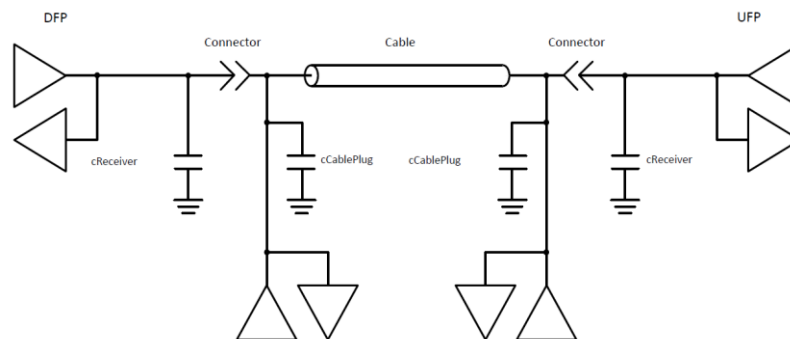 DFP
UFP
Connector
Cable
Connector
cReceiver
cCablePlug
cCablePlug
cReceiver